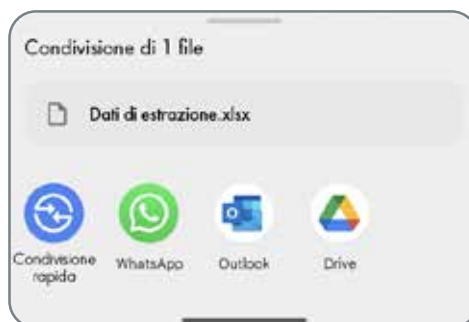 Condivisione di 1 file
Dati di estrazione.xlsx
Condivisione
rapida
WhatsApp
Outlook
Drive